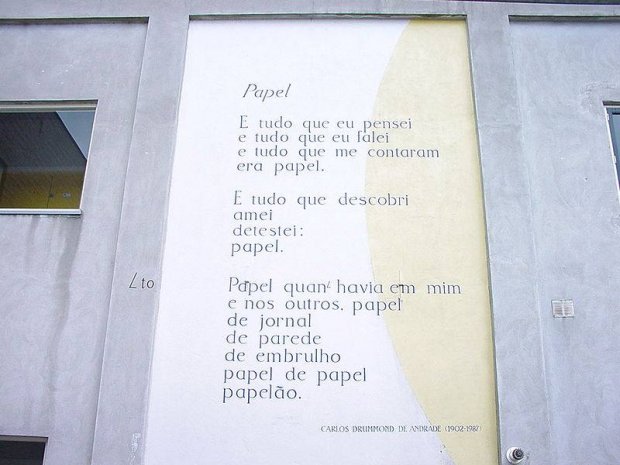 Papel
E tudo que eu pensei
e tudo que eu falei
e tudo que me contaram
era papel.
E tudo que descobri
amei
detestei:
papel.
Papel quan havia em mim
e nos outros, papel
de jornal
de parede
de embrulho
papel de papel
papelão.
to
CARLOS DRUMMOND DE ANDRADE (1902-1987)